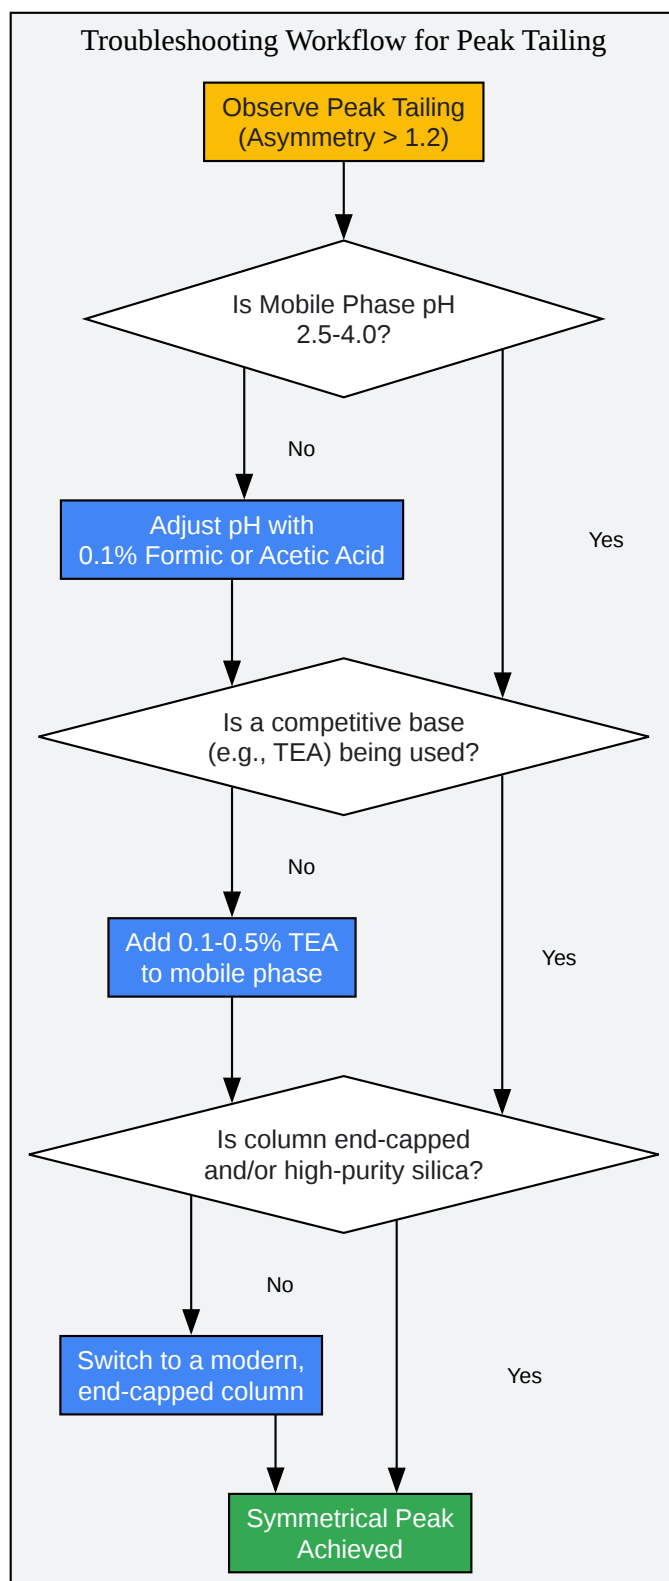 Troubleshooting Workflow for Peak Tailing
Observe Peak Tailing
(Asymmetry > 1.2)
Is Mobile Phase pH
2.5-4.0?
No
Adjust pH with
0.1% Formic or Acetic Acid
Yes
Is a competitive base
(e.g., TEA) being used?
No
Add 0.1-0.5% TEA
to mobile phase
Yes
Is column end-capped
and/or high-purity silica?
No
Switch to a modern,
end-capped column
Yes
Symmetrical Peak
Achieved